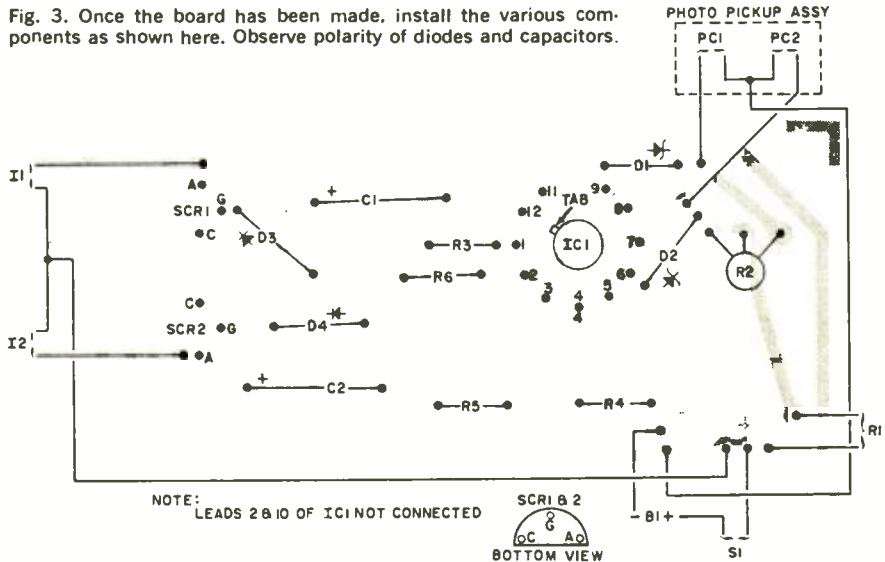 Fig. 3. Once the board has been made, install the various com-
ponents as shown here. Observe polarity of diodes and capacitors.
PHOTO PICKUP ASSY
PC1 PC2
I1
A
G
SCR1
C
D3
+ C1
11
12
TAB
9
D1
8
R3
1
IC1
7
D2
R2
R6
2
6
3
4
4
5
C
SCR2 G
D4
I2
A
+
C2
R5
R4
R1
NOTE:
LEADS 2 & 10 OF IC1 NOT CONNECTED
SCR1 & 2
G
C A
BOTTOM VIEW
- B1 +
S1